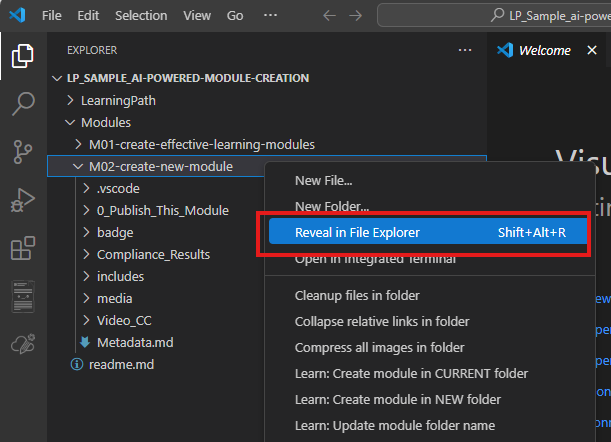 File Edit Selection View Go ···
LP_Sample_ai-powe
EXPLORER ···
Welcome
LP_SAMPLE_AI-POWERED-MODULE-CREATION
LearningPath
Modules
M01-create-effective-learning-modules
M02-create-new-module
.vscode
0_Publish_This_Module
badge
Compliance_Results
includes
media
Video_CC
Metadata.md
readme.md
New File...
New Folder...
Reveal in File Explorer Shift+Alt+R
Open in Integrated Terminal
Cleanup files in folder
Collapse relative links in folder
Compress all images in folder
Learn: Create module in CURRENT folder
Learn: Create module in NEW folder
Learn: Update module folder name
Visu